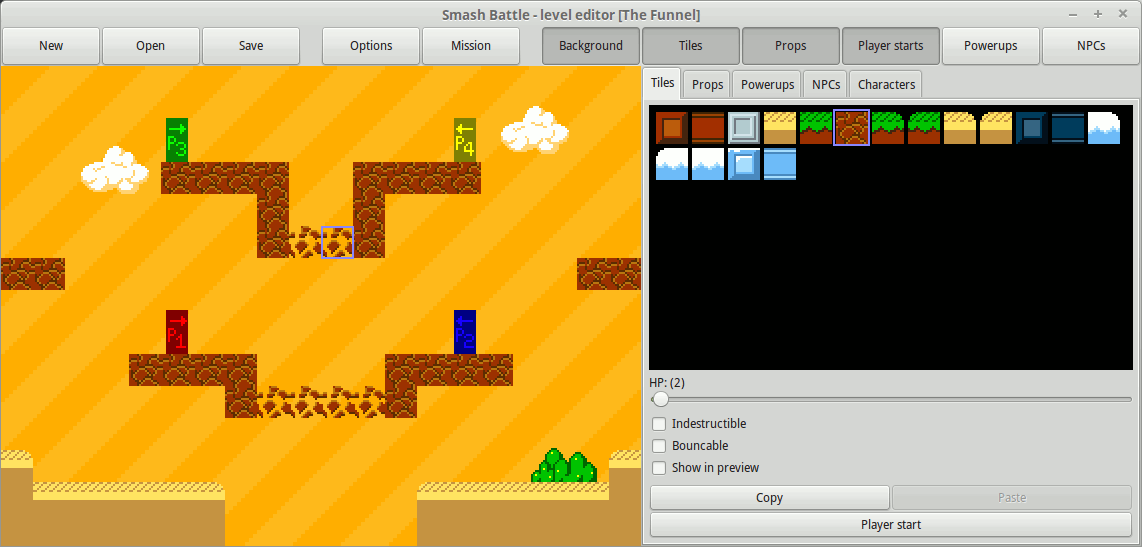 Smash Battle - level editor [The Funnel]
New Open Save Options Mission Background Tiles Props Player starts Powerups NPCs
Tiles Props Powerups NPCs Characters
P3
P4
P1
P2
HP: (2)
Indestructible
Bouncable
Show in preview
Copy Paste
Player start